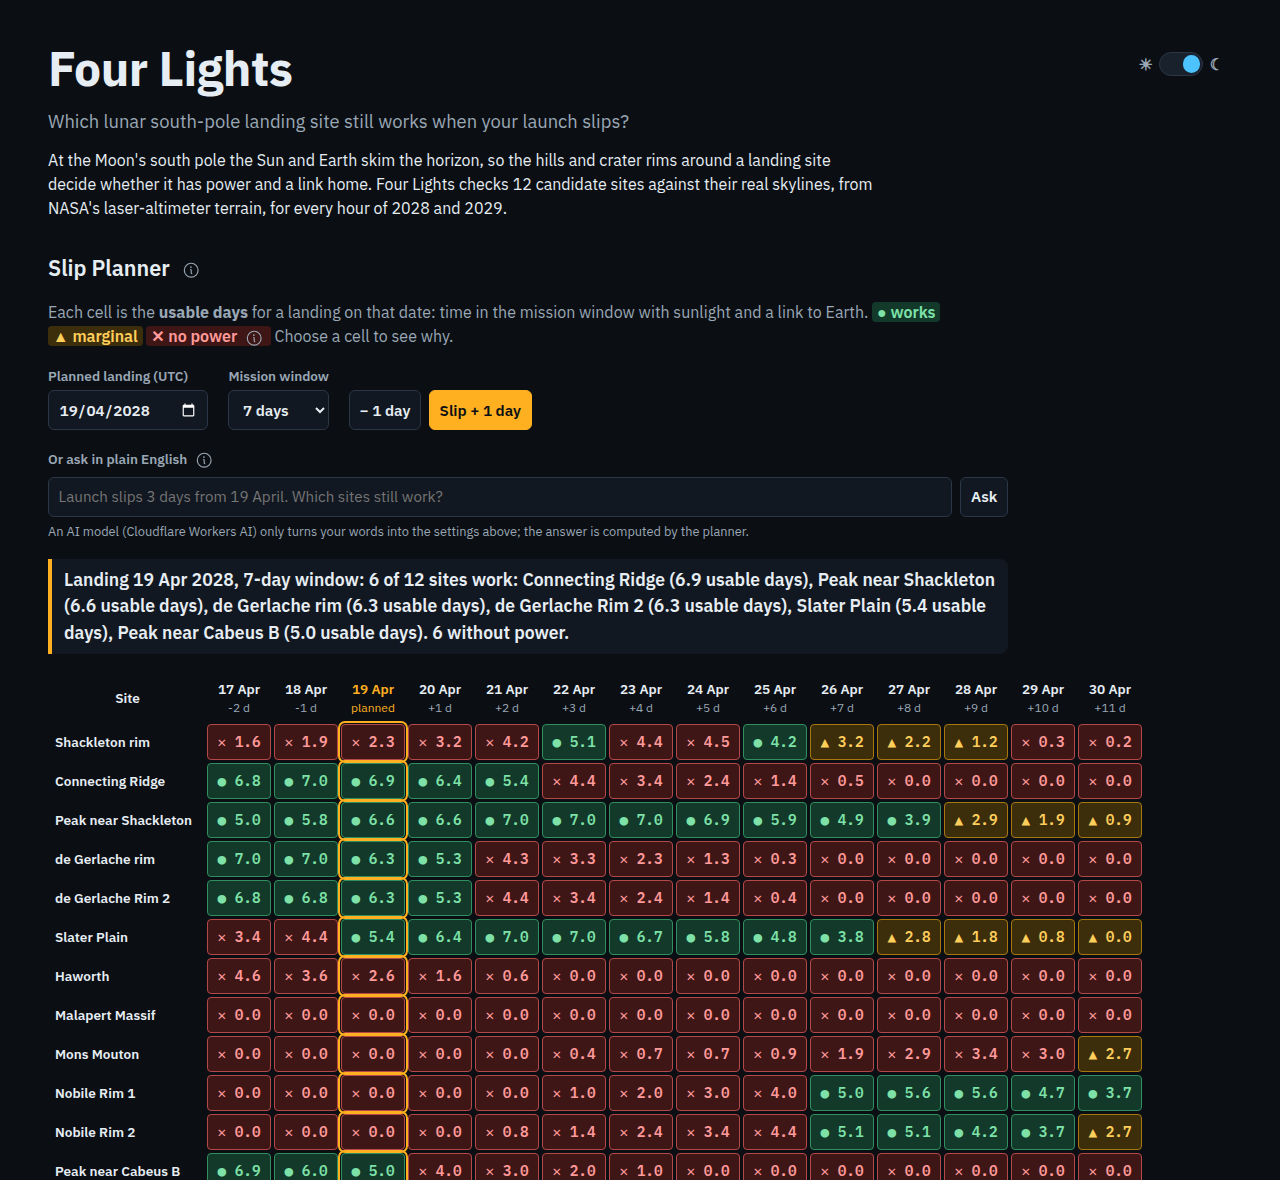 Four Lights
☀ ☾
Which lunar south-pole landing site still works when your launch slips?
At the Moon's south pole the Sun and Earth skim the horizon, so the hills and crater rims around a landing site
decide whether it has power and a link home. Four Lights checks 12 candidate sites against their real skylines, from
NASA's laser-altimeter terrain, for every hour of 2028 and 2029.
Slip Planner ⓘ
Each cell is the usable days for a landing on that date: time in the mission window with sunlight and a link to Earth. ● works
▲ marginal ✕ no power ⓘ Choose a cell to see why.
Planned landing (UTC) Mission window
19/04/2028 7 days − 1 day Slip + 1 day
Or ask in plain English ⓘ
Launch slips 3 days from 19 April. Which sites still work? Ask
An AI model (Cloudflare Workers AI) only turns your words into the settings above; the answer is computed by the planner.
Landing 19 Apr 2028, 7-day window: 6 of 12 sites work: Connecting Ridge (6.9 usable days), Peak near Shackleton
(6.6 usable days), de Gerlache rim (6.3 usable days), de Gerlache Rim 2 (6.3 usable days), Slater Plain (5.4 usable
days), Peak near Cabeus B (5.0 usable days). 6 without power.
Site 17 Apr 18 Apr 19 Apr 20 Apr 21 Apr 22 Apr 23 Apr 24 Apr 25 Apr 26 Apr 27 Apr 28 Apr 29 Apr 30 Apr
-2 d -1 d planned +1 d +2 d +3 d +4 d +5 d +6 d +7 d +8 d +9 d +10 d +11 d
Shackleton rim × 1.6 × 1.9 × 2.3 × 3.2 × 4.2 ● 5.1 × 4.4 × 4.5 ● 4.2 ▲ 3.2 ▲ 2.2 ▲ 1.2 × 0.3 × 0.2
Connecting Ridge ● 6.8 ● 7.0 ● 6.9 ● 6.4 ● 5.4 × 4.4 × 3.4 × 2.4 × 1.4 × 0.5 × 0.0 × 0.0 × 0.0 × 0.0
Peak near Shackleton ● 5.0 ● 5.8 ● 6.6 ● 6.6 ● 7.0 ● 7.0 ● 7.0 ● 6.9 ● 5.9 ● 4.9 ● 3.9 ▲ 2.9 ▲ 1.9 ▲ 0.9
de Gerlache rim ● 7.0 ● 7.0 ● 6.3 ● 5.3 × 4.3 × 3.3 × 2.3 × 1.3 × 0.3 × 0.0 × 0.0 × 0.0 × 0.0 × 0.0
de Gerlache Rim 2 ● 6.8 ● 6.8 ● 6.3 ● 5.3 × 4.4 × 3.4 × 2.4 × 1.4 × 0.4 × 0.0 × 0.0 × 0.0 × 0.0 × 0.0
Slater Plain × 3.4 × 4.4 ● 5.4 ● 6.4 ● 7.0 ● 7.0 ● 6.7 ● 5.8 ● 4.8 ● 3.8 ▲ 2.8 ▲ 1.8 ▲ 0.8 ▲ 0.0
Haworth × 4.6 × 3.6 × 2.6 × 1.6 × 0.6 × 0.0 × 0.0 × 0.0 × 0.0 × 0.0 × 0.0 × 0.0 × 0.0 × 0.0
Malapert Massif × 0.0 × 0.0 × 0.0 × 0.0 × 0.0 × 0.0 × 0.0 × 0.0 × 0.0 × 0.0 × 0.0 × 0.0 × 0.0 × 0.0
Mons Mouton × 0.0 × 0.0 × 0.0 × 0.0 × 0.0 × 0.4 × 0.7 × 0.7 × 0.9 × 1.9 × 2.9 × 3.4 × 3.0 ▲ 2.7
Nobile Rim 1 × 0.0 × 0.0 × 0.0 × 0.0 × 0.0 × 1.0 × 2.0 × 3.0 × 4.0 ● 5.0 ● 5.6 ● 5.6 ● 4.7 ● 3.7
Nobile Rim 2 × 0.0 × 0.0 × 0.0 × 0.0 × 0.8 × 1.4 × 2.4 × 3.4 × 4.4 ● 5.1 ● 5.1 ● 4.2 ● 3.7 ▲ 2.7
Peak near Cabeus B ● 6.9 ● 6.0 ● 5.0 × 4.0 × 3.0 × 2.0 × 1.0 × 0.0 × 0.0 × 0.0 × 0.0 × 0.0 × 0.0 × 0.0